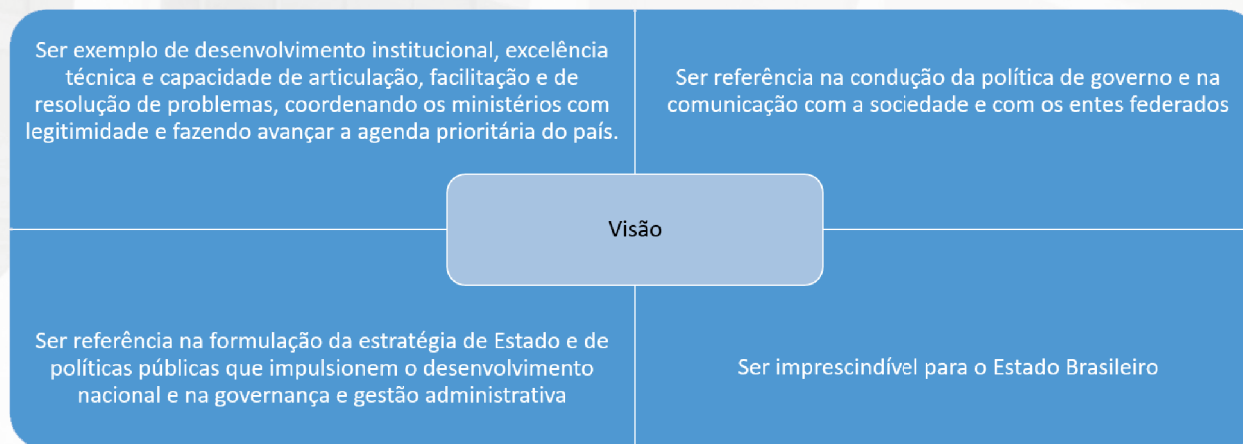 Ser exemplo de desenvolvimento institucional, excelência
técnica e capacidade de articulação, facilitação e de
resolução de problemas, coordenando os ministérios com
legitimidade e fazendo avançar a agenda prioritária do país.
Ser referência na condução da política de governo e na
comunicação com a sociedade e com os entes federados
Visão
Ser referência na formulação da estratégia de Estado e de
políticas públicas que impulsionem o desenvolvimento
nacional e na governança e gestão administrativa
Ser imprescindível para o Estado Brasileiro